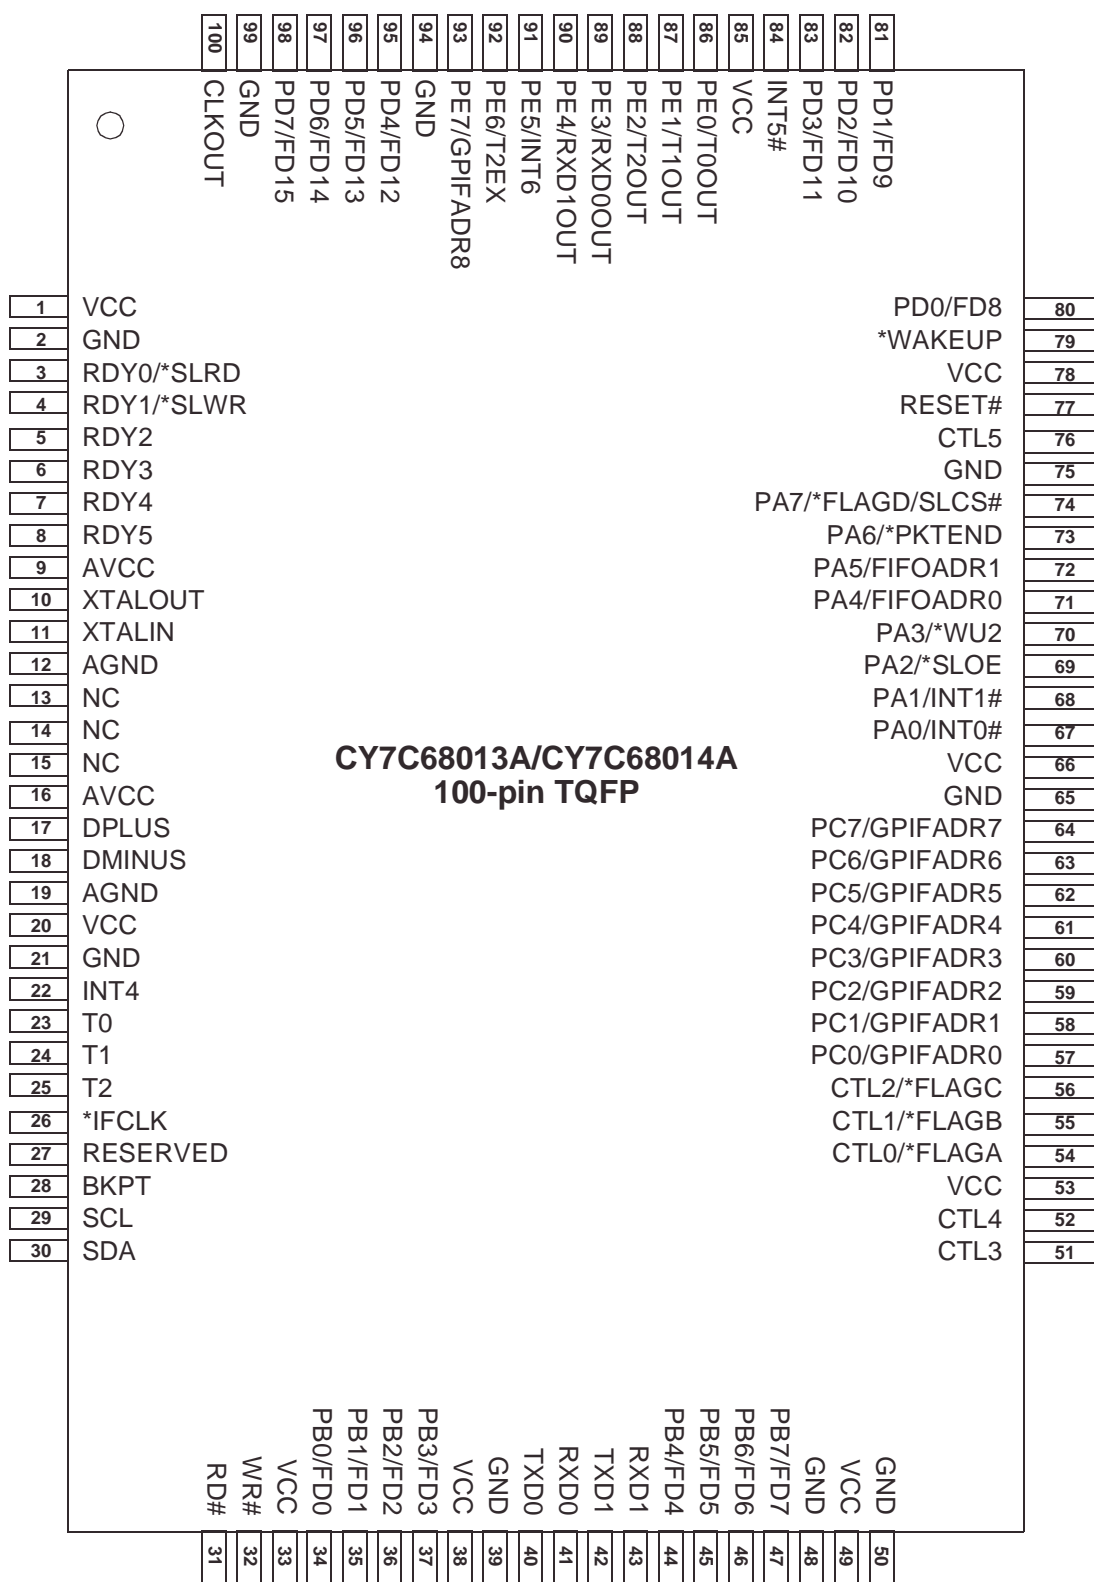 100 99 98 97 96 95 94 93 92 91 90 89 88 87 86 85 84 83 82 81
CLKOUT
GND
PD7/FD15
PD6/FD14
PD5/FD13
PD4/FD12
GND
PE7/GPIFADR8
PE6/T2EX
PE5/INT6
PE4/RXD1OUT
PE3/RXD0OUT
PE2/T2OUT
PE1/T1OUT
PE0/T0OUT
VCC
INT5#
PD3/FD11
PD2/FD10
PD1/FD9
1 VCC
2 GND
3 RDY0/*SLRD
4 RDY1/*SLWR
5 RDY2
6 RDY3
7 RDY4
8 RDY5
9 AVCC
10 XTALOUT
11 XTALIN
12 AGND
13 NC
14 NC
15 NC
16 AVCC
17 DPLUS
18 DMINUS
19 AGND
20 VCC
21 GND
22 INT4
23 T0
24 T1
25 T2
26 *IFCLK
27 RESERVED
28 BKPT
29 SCL
30 SDA
CY7C68013A/CY7C68014A
100-pin TQFP
PD0/FD8 80
*WAKEUP 79
VCC 78
RESET# 77
CTL5 76
GND 75
PA7/*FLAGD/SLCS# 74
PA6/*PKTEND 73
PA5/FIFOADR1 72
PA4/FIFOADR0 71
PA3/*WU2 70
PA2/*SLOE 69
PA1/INT1# 68
PA0/INT0# 67
VCC 66
GND 65
PC7/GPIFADR7 64
PC6/GPIFADR6 63
PC5/GPIFADR5 62
PC4/GPIFADR4 61
PC3/GPIFADR3 60
PC2/GPIFADR2 59
PC1/GPIFADR1 58
PC0/GPIFADR0 57
CTL2/*FLAGC 56
CTL1/*FLAGB 55
CTL0/*FLAGA 54
VCC 53
CTL4 52
CTL3 51
RD#
WR#
VCC
PB0/FD0
PB1/FD1
PB2/FD2
PB3/FD3
VCC
GND
TXD0
RXD0
TXD1
RXD1
PB4/FD4
PB5/FD5
PB6/FD6
PB7/FD7
GND
VCC
GND
31 32 33 34 35 36 37 38 39 40 41 42 43 44 45 46 47 48 49 50